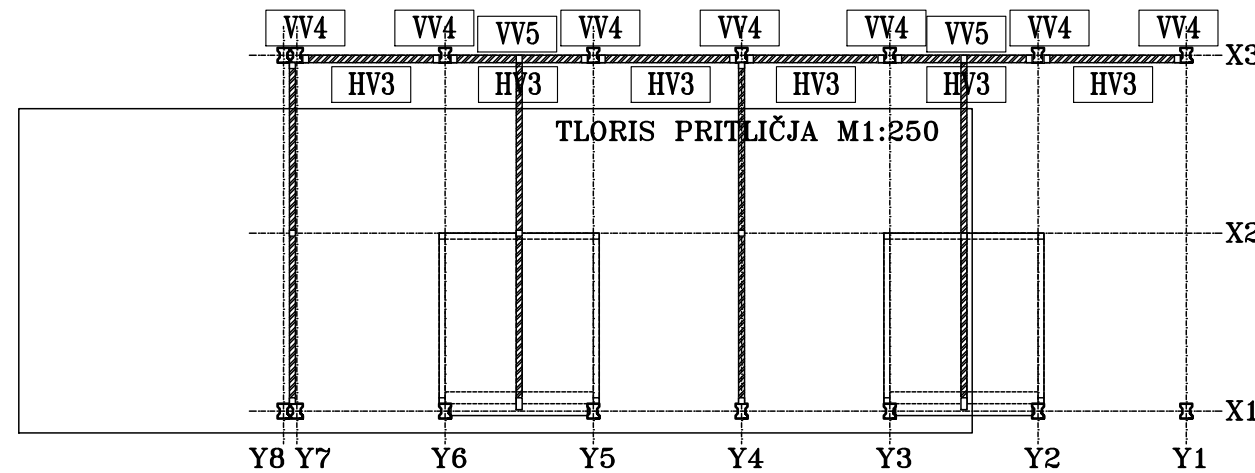 VV4 VV4 VV5 VV4 VV4 VV4 VV5 VV4 VV4
X3
HV3 HV3 HV3 HV3 HV3 HV3
TLORIS PRITLIČJA M1:250
X2
X1
Y8 Y7 Y6 Y5 Y4 Y3 Y2 Y1